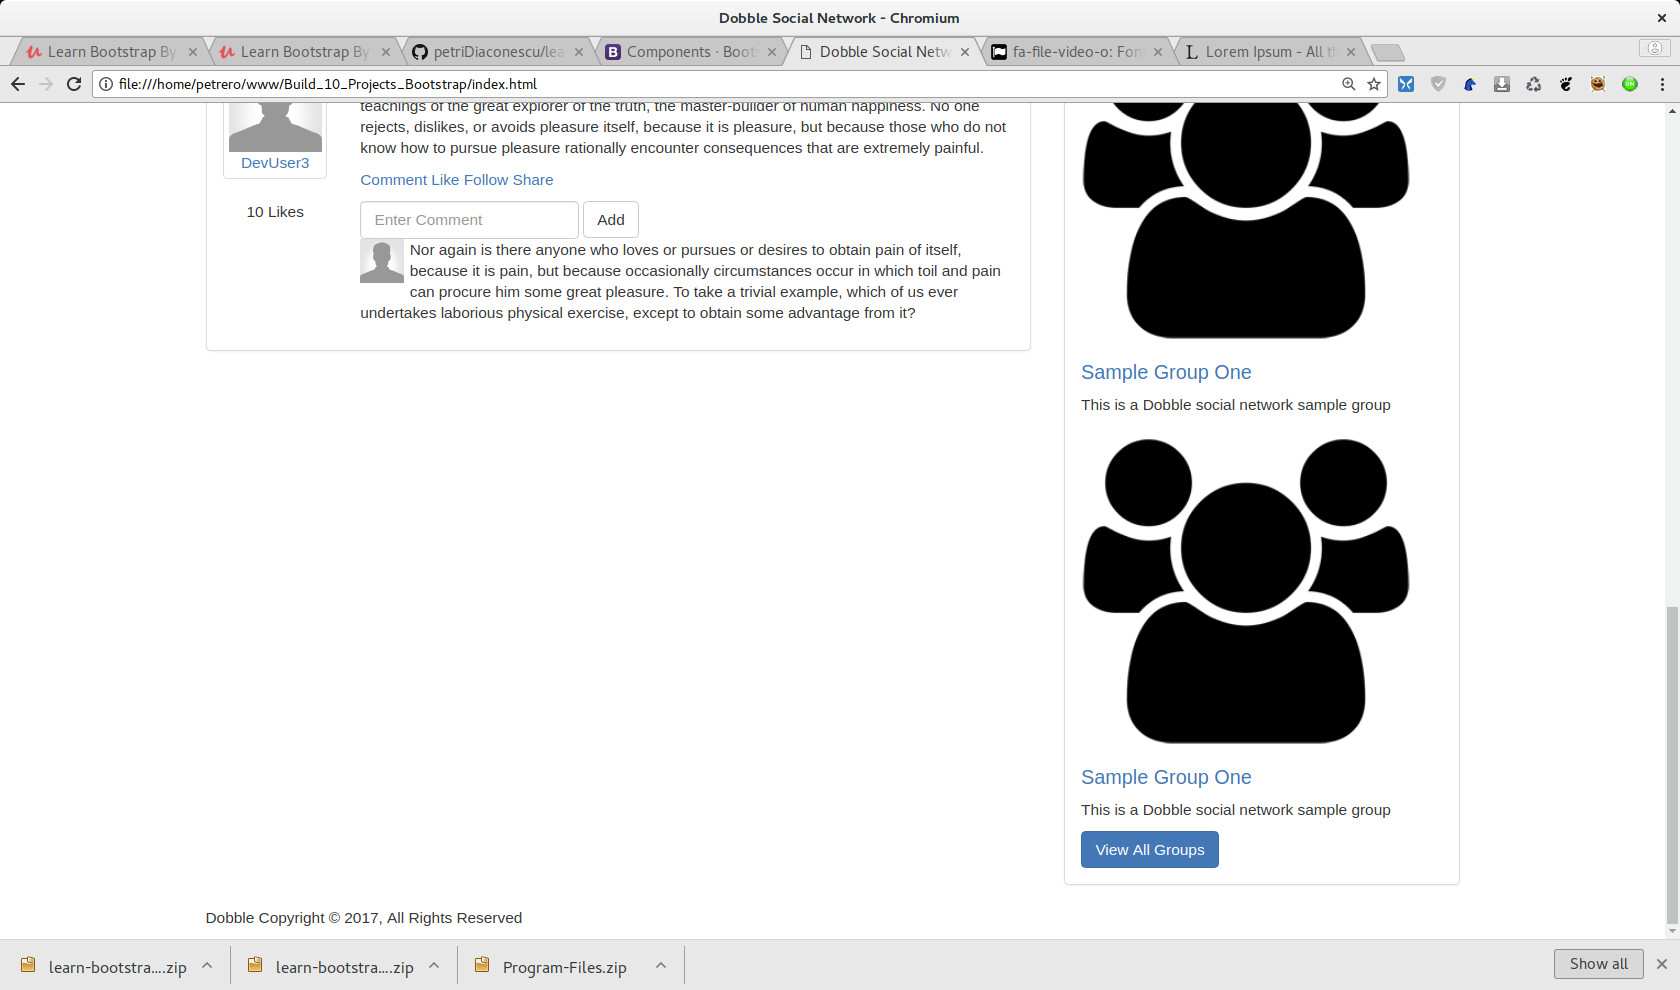 Dobble Social Network - Chromium
Learn Bootstrap By
Learn Bootstrap By
petriDiaconescu/lea
Components · Boots
Dobble Social Netw
fa-file-video-o: Fon
Lorem Ipsum - All th
file:///home/petrero/www/Build_10_Projects_Bootstrap/index.html
ON
teachings of the great explorer of the truth, the master-builder of human happiness. No one
rejects, dislikes, or avoids pleasure itself, because it is pleasure, but because those who do not
know how to pursue pleasure rationally encounter consequences that are extremely painful.
DevUser3
Comment Like Follow Share
10 Likes
Enter Comment Add
Nor again is there anyone who loves or pursues or desires to obtain pain of itself,
because it is pain, but because occasionally circumstances occur in which toil and pain
can procure him some great pleasure. To take a trivial example, which of us ever
undertakes laborious physical exercise, except to obtain some advantage from it?
Sample Group One
This is a Dobble social network sample group
Sample Group One
This is a Dobble social network sample group
View All Groups
Dobble Copyright © 2017, All Rights Reserved
learn-bootstra....zip
learn-bootstra....zip
Program-Files.zip
Show all